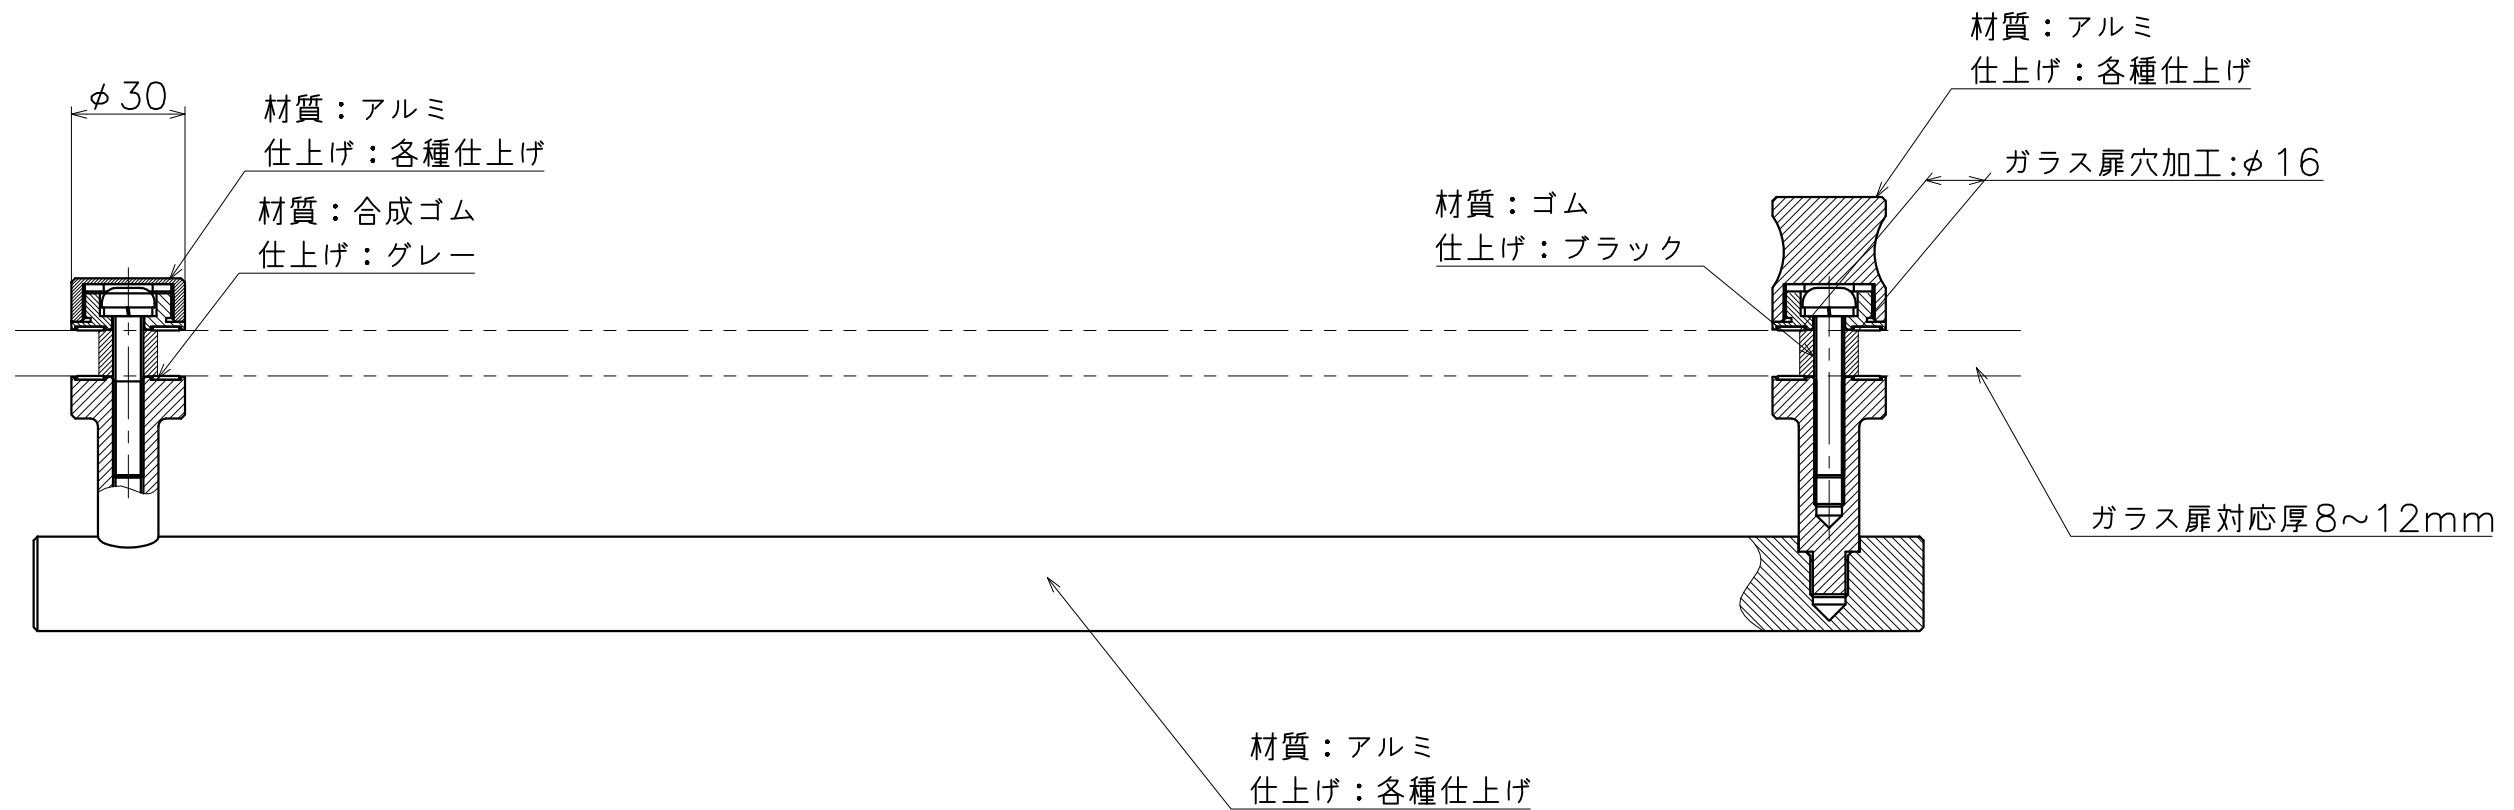 材質：アルミ
仕上げ：各種仕上げ
φ30
材質：アルミ
仕上げ：各種仕上げ
ガラス扉穴加工:φ16
材質：合成ゴム
仕上げ：グレー
材質：ゴム
仕上げ：ブラック
ガラス扉対応厚8～12mm
材質：アルミ
仕上げ：各種仕上げ